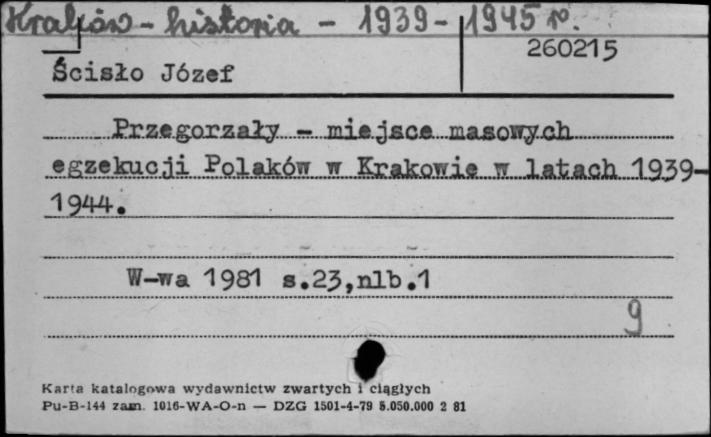 Kraków - historia - 1939 - 1945 r.
260215
Ścisło Józef
Przegorzały - miejsce masowych
egzekucji Polaków w Krakowie w latach 1939-
1944.
W-wa 1981 s.23,nlb.1
9
Karta katalogowa wydawnictw zwartych i ciągłych
Pu-B-144 zam. 1016-WA-O-n — DZG 1501-4-79 5.050.000 2 81